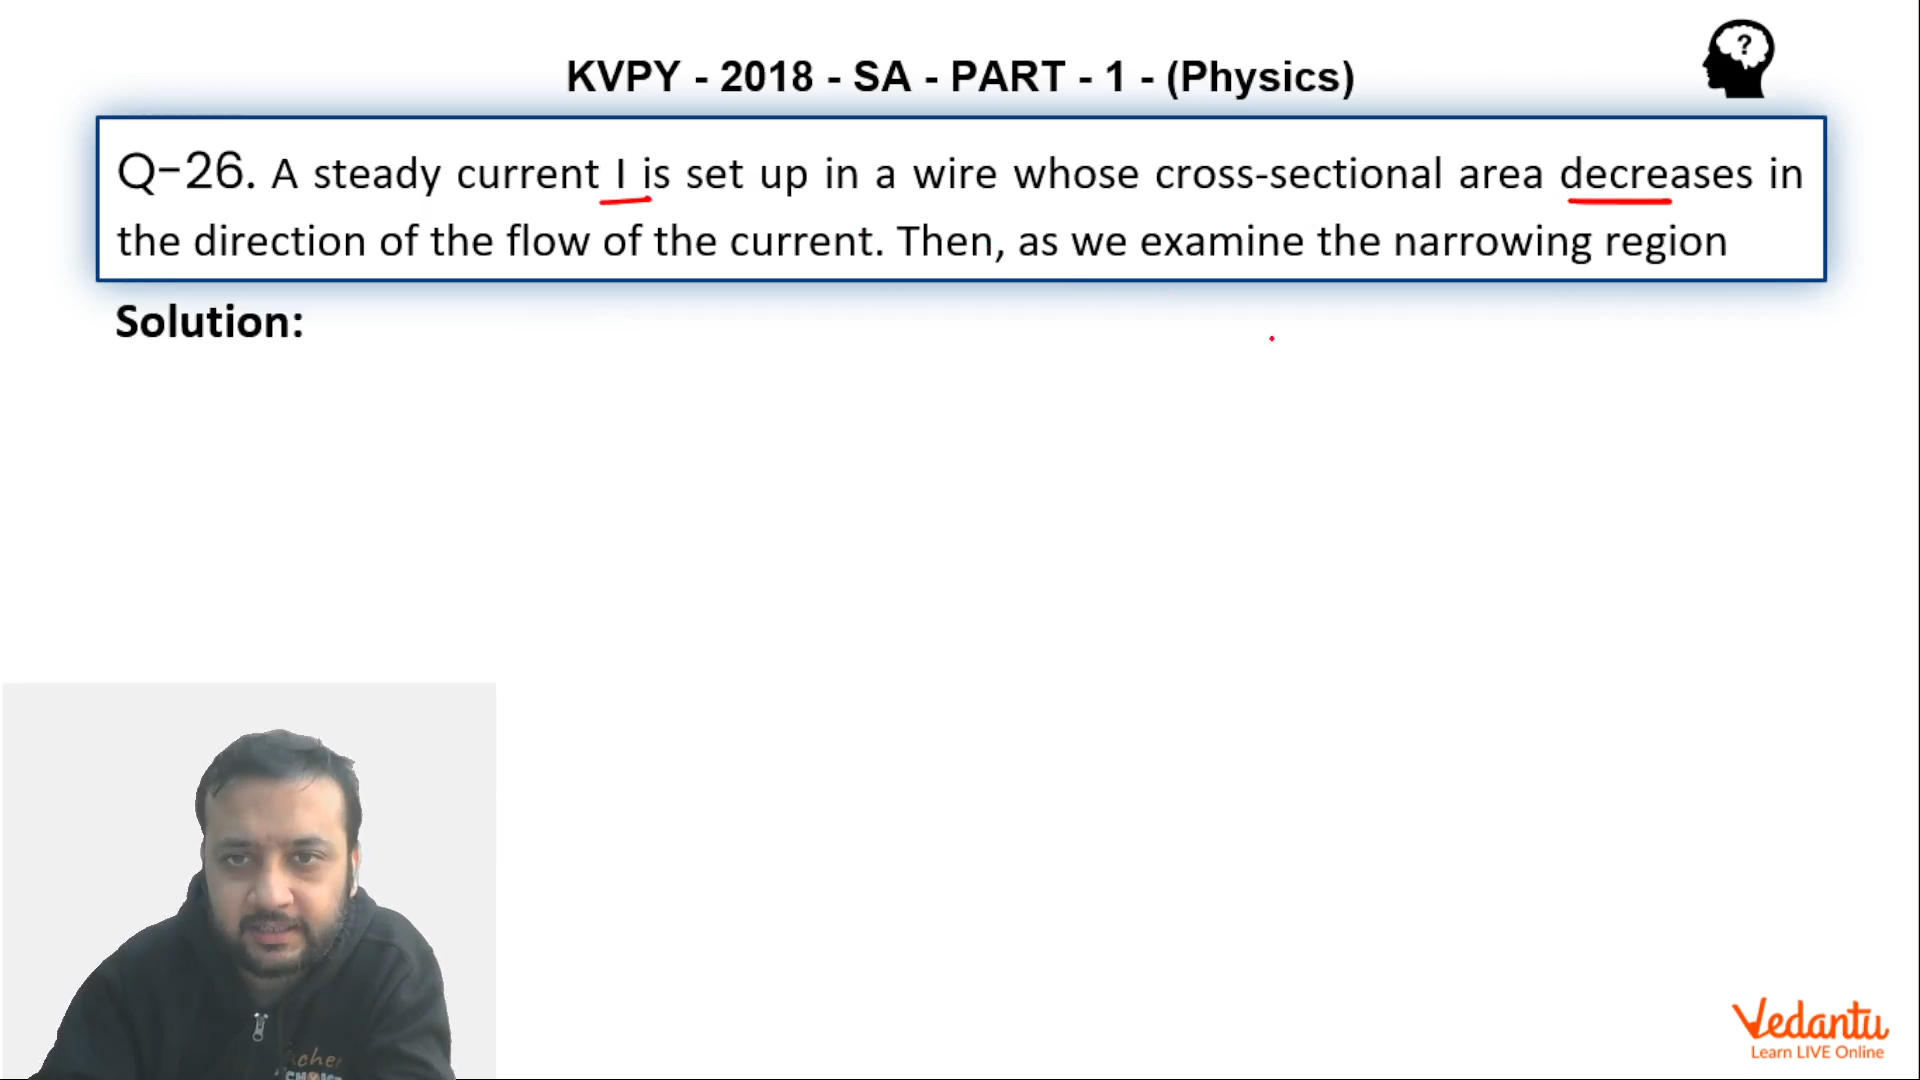 ?
KVPY - 2018 - SA - PART - 1 - (Physics)
Q-26. A steady current I is set up in a wire whose cross-sectional area decreases in
the direction of the flow of the current. Then, as we examine the narrowing region
Solution:
Vedantu
Learn LIVE Online